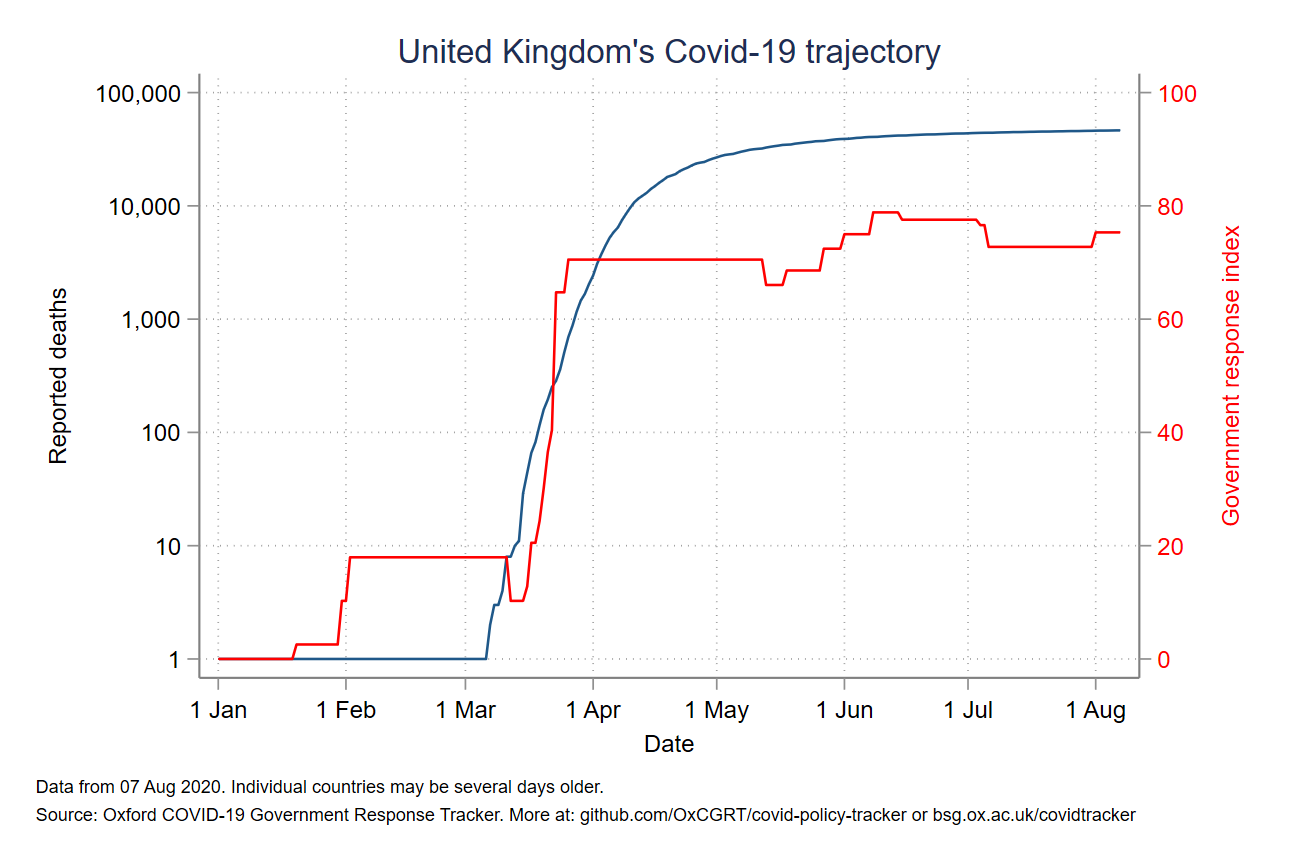 United Kingdom's Covid-19 trajectory
100,000
10,000
1,000
100
10
1
Reported deaths
100
80
60
40
20
0
Government response index
1 Jan
1 Feb
1 Mar
1 Apr
1 May
1 Jun
1 Jul
1 Aug
Date
Data from 07 Aug 2020. Individual countries may be several days older.
Source: Oxford COVID-19 Government Response Tracker. More at: github.com/OxCGRT/covid-policy-tracker or bsg.ox.ac.uk/covidtracker